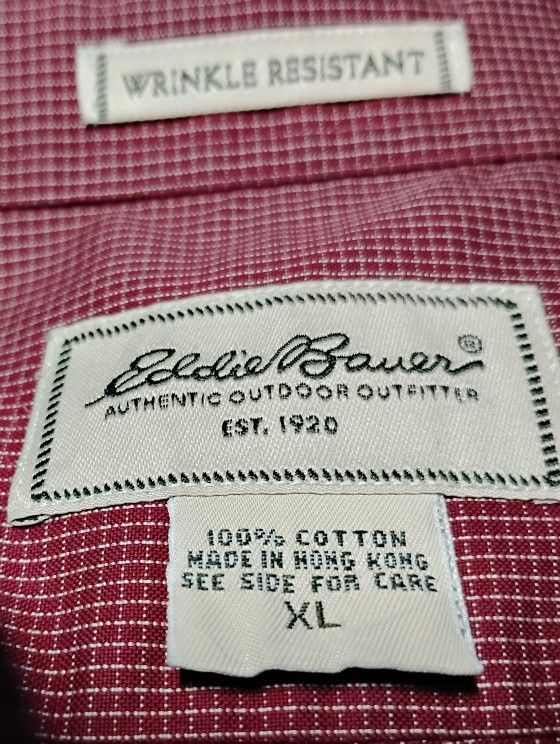 WRINKLE RESISTANT
Eddie Bauer®
AUTHENTIC OUTDOOR OUTFITTER
EST. 1920
100% COTTON
MADE IN HONG KONG
SEE SIDE FOR CARE
XL